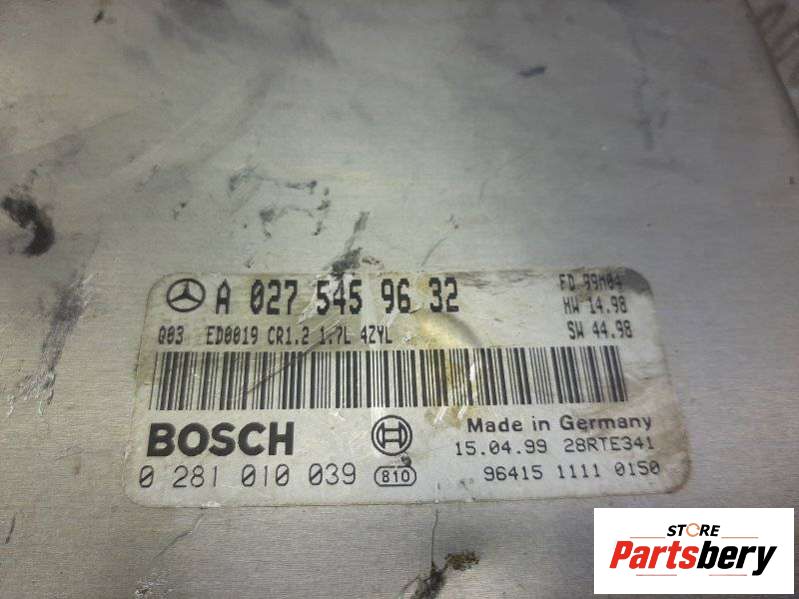 A 027 545 96 32
FD 99M04
HW 14.98
SW 44.98
Q03 ED0019 CR1.2 1.7L 4ZYL
BOSCH
Made in Germany
15.04.99 28RTE341
0 281 010 039 B10
96415 1111 0150
STORE
Partsbery